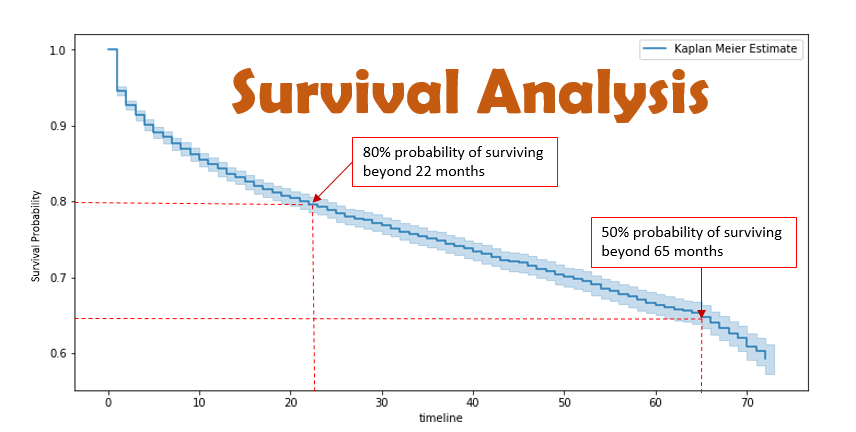 Survival Analysis
Kaplan Meier Estimate
80% probability of surviving
beyond 22 months
50% probability of surviving
beyond 65 months
Survival Probability
1.0
0.9
0.8
0.7
0.6
0 10 20 30 40 50 60 70
timeline